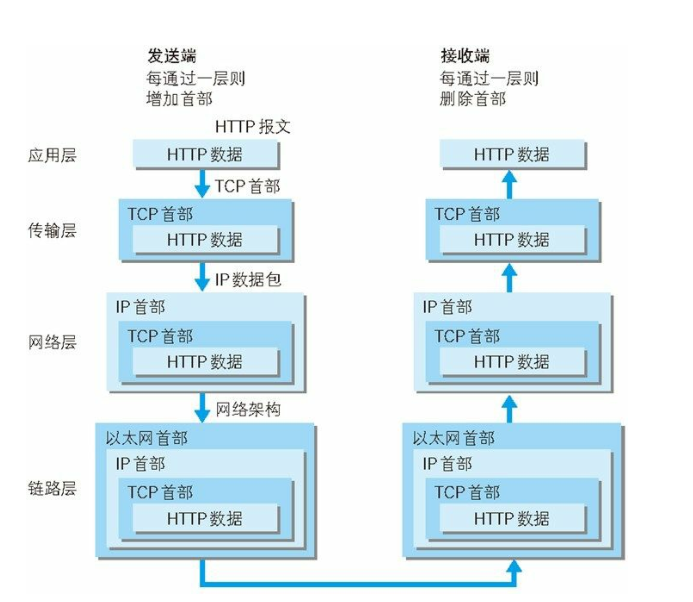 发送端
每通过一层则
增加首部
接收端
每通过一层则
删除首部
HTTP 报文
应用层
HTTP 数据
HTTP 数据
TCP 首部
传输层
TCP 首部
HTTP 数据
TCP 首部
HTTP 数据
IP 数据包
网络层
IP 首部
TCP 首部
HTTP 数据
IP 首部
TCP 首部
HTTP 数据
网络架构
链路层
以太网首部
IP 首部
TCP 首部
HTTP 数据
以太网首部
IP 首部
TCP 首部
HTTP 数据